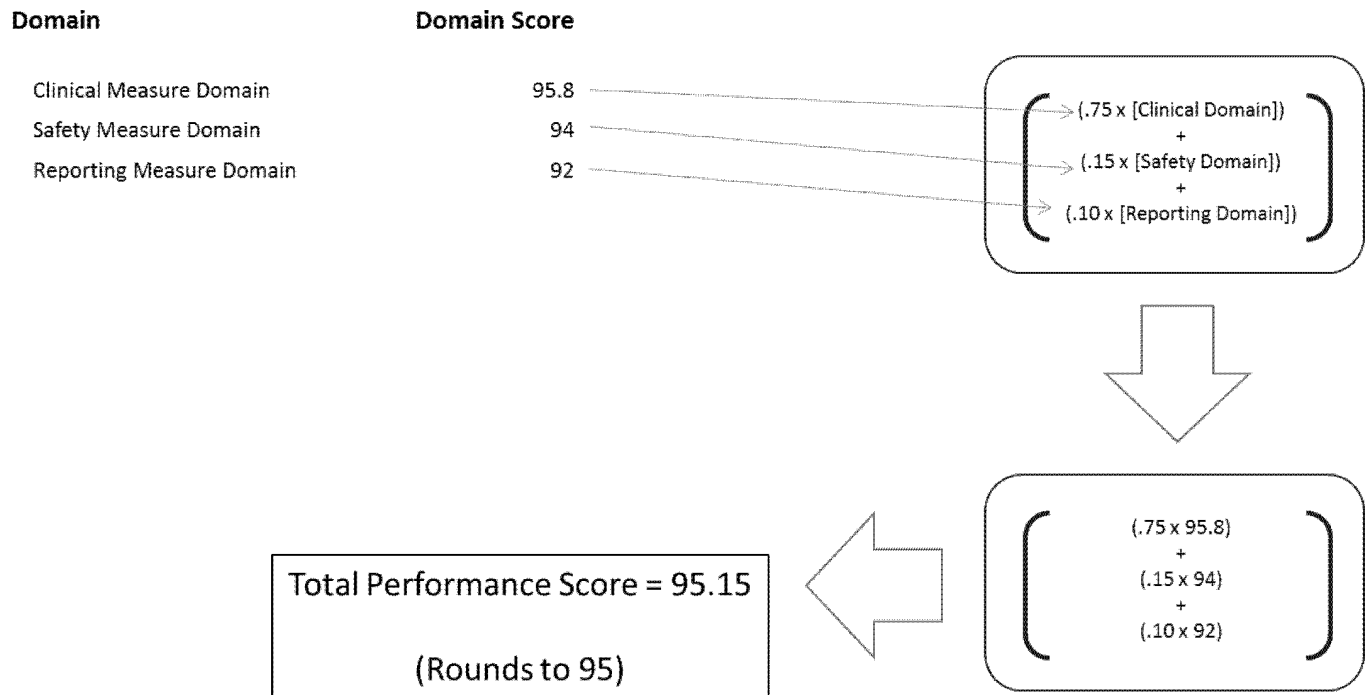 Domain Domain Score
Clinical Measure Domain 95.8
Safety Measure Domain 94
Reporting Measure Domain 92
(.75 x [Clinical Domain])
+
(.15 x [Safety Domain])
+
(.10 x [Reporting Domain])
(.75 x 95.8)
+
(.15 x 94)
+
(.10 x 92)
Total Performance Score = 95.15
(Rounds to 95)